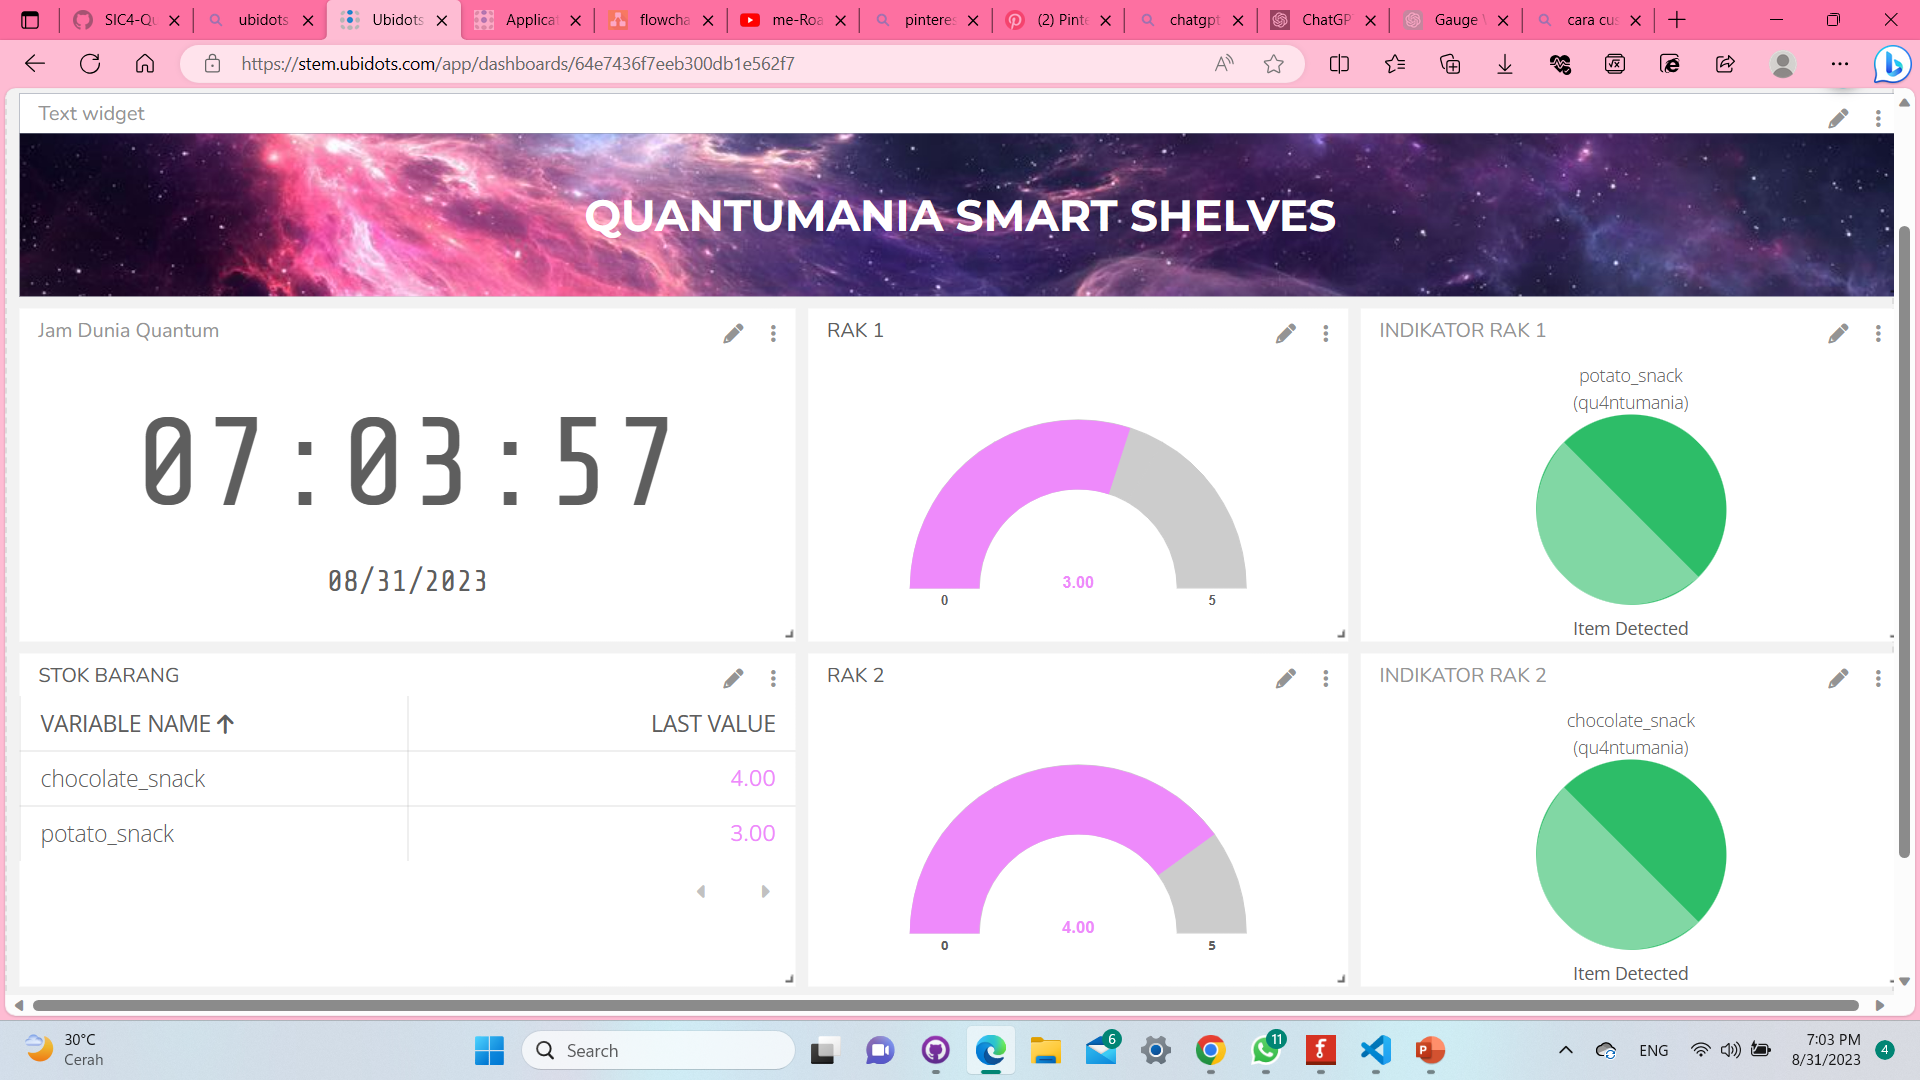 SIC4-Qu
ubidots
Ubidots
Applicat
flowcha
me-Roa
pinteres
(2) Pinte
chatgpt
ChatGP
Gauge
cara cus
https://stem.ubidots.com/app/dashboards/64e7436f7eeb300db1e562f7
Text widget
QUANTUMANIA SMART SHELVES
Jam Dunia Quantum
07:03:57
08/31/2023
RAK 1
3.00
0
5
INDIKATOR RAK 1
potato_snack
(qu4ntumania)
Item Detected
STOK BARANG
VARIABLE NAME LAST VALUE
chocolate_snack 4.00
potato_snack 3.00
RAK 2
4.00
0
5
INDIKATOR RAK 2
chocolate_snack
(qu4ntumania)
Item Detected
30°C
Cerah
Search
6
11
ENG
7:03 PM
8/31/2023
4